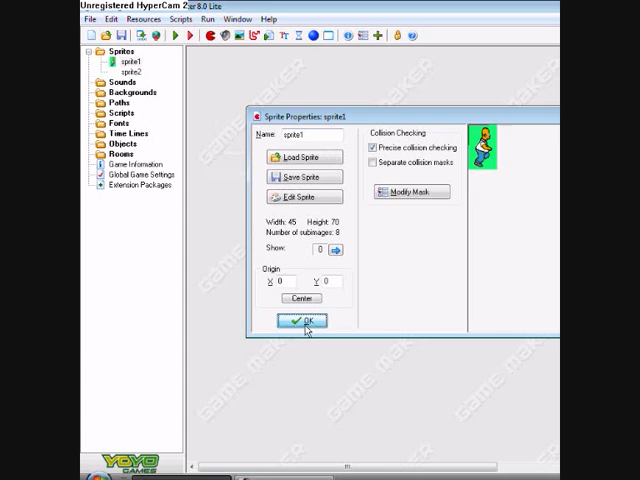 Unregistered HyperCam 2
er 8.0 Lite
File Edit Resources Scripts Run Window Help
Sprites
sprite1
sprite2
Sounds
Backgrounds
Paths
Scripts
Fonts
Time Lines
Objects
Rooms
Game Information
Global Game Settings
Extension Packages
Sprite Properties: sprite1
Name: sprite1
Load Sprite
Save Sprite
Edit Sprite
Width: 45 Height: 70
Number of subimages: 8
Show: 0
Origin
X 0 Y 0
Center
OK
Collision Checking
Precise collision checking
Separate collision masks
Modify Mask
GAME MAKER
YOYO
GAMES